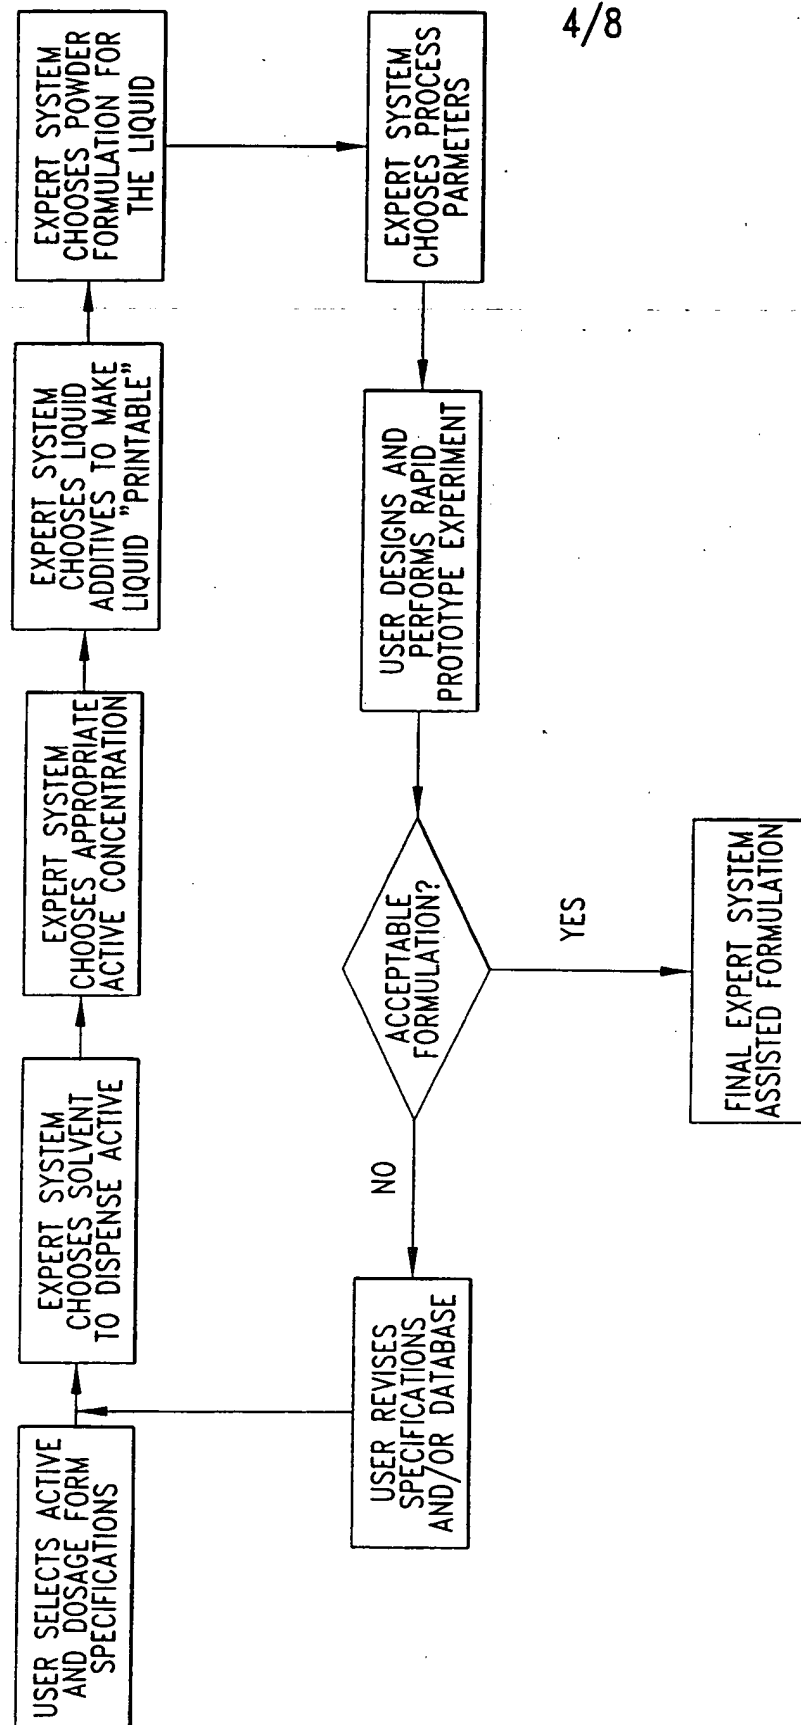 4/8
USER SELECTS ACTIVE
AND DOSAGE FORM
SPECIFICATIONS
EXPERT SYSTEM
CHOOSES SOLVENT
TO DISPENSE ACTIVE
EXPERT SYSTEM
CHOOSES APPROPRIATE
ACTIVE CONCENTRATION
EXPERT SYSTEM
CHOOSES LIQUID
ADDITIVES TO MAKE
LIQUID "PRINTABLE"
EXPERT SYSTEM
CHOOSES POWDER
FORMULATION FOR
THE LIQUID
EXPERT SYSTEM
CHOOSES PROCESS
PARMETERS
USER DESIGNS AND
PERFORMS RAPID
PROTOTYPE EXPERIMENT
ACCEPTABLE
FORMULATION?
NO
USER REVISES
SPECIFICATIONS
AND/OR DATABASE
YES
FINAL EXPERT SYSTEM
ASSISTED FORMULATION